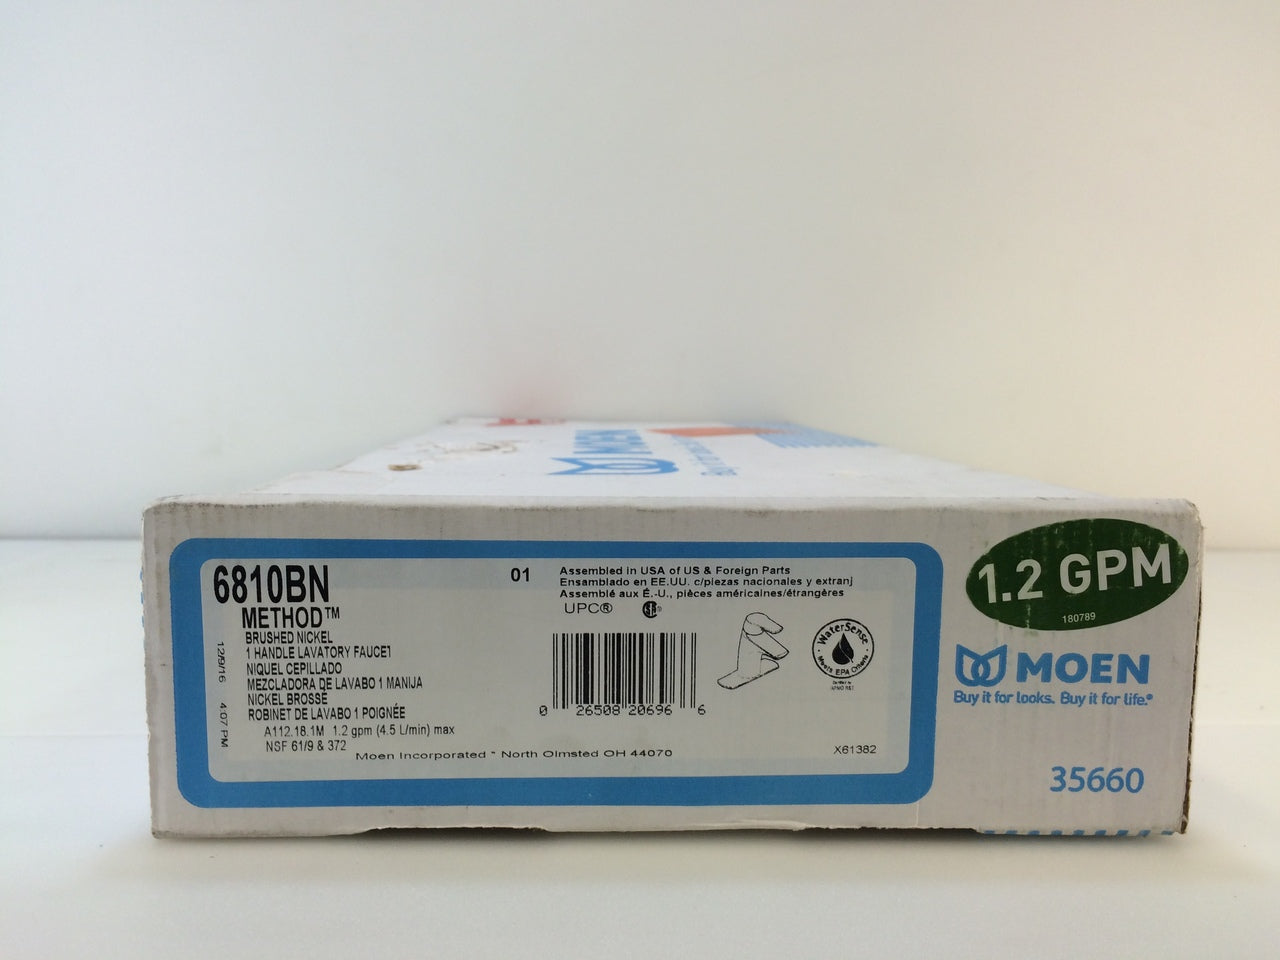 MOEN
6810BN
METHOD™
BRUSHED NICKEL
1 HANDLE LAVATORY FAUCET
NIQUEL CEPILLADO
MEZCLADORA DE LAVABO 1 MANIJA
NICKEL BROSSÉ
ROBINET DE LAVABO 1 POIGNÉE
A112.18.1M 1.2 gpm (4.5 L/min) max
NSF 61/9 & 372
12/9/16 4:07 PM
01
Assembled in USA of US & Foreign Parts
Ensamblado en EE.UU. c/piezas nacionales y extranj
Assemblé aux É.-U., pièces américaines/étrangères
UPC®
0 26508 20696 6
WaterSense
Meets EPA Criteria
Moen Incorporated * North Olmsted OH 44070
X61382
1.2 GPM
180789
MOEN
Buy it for looks. Buy it for life.®
35660